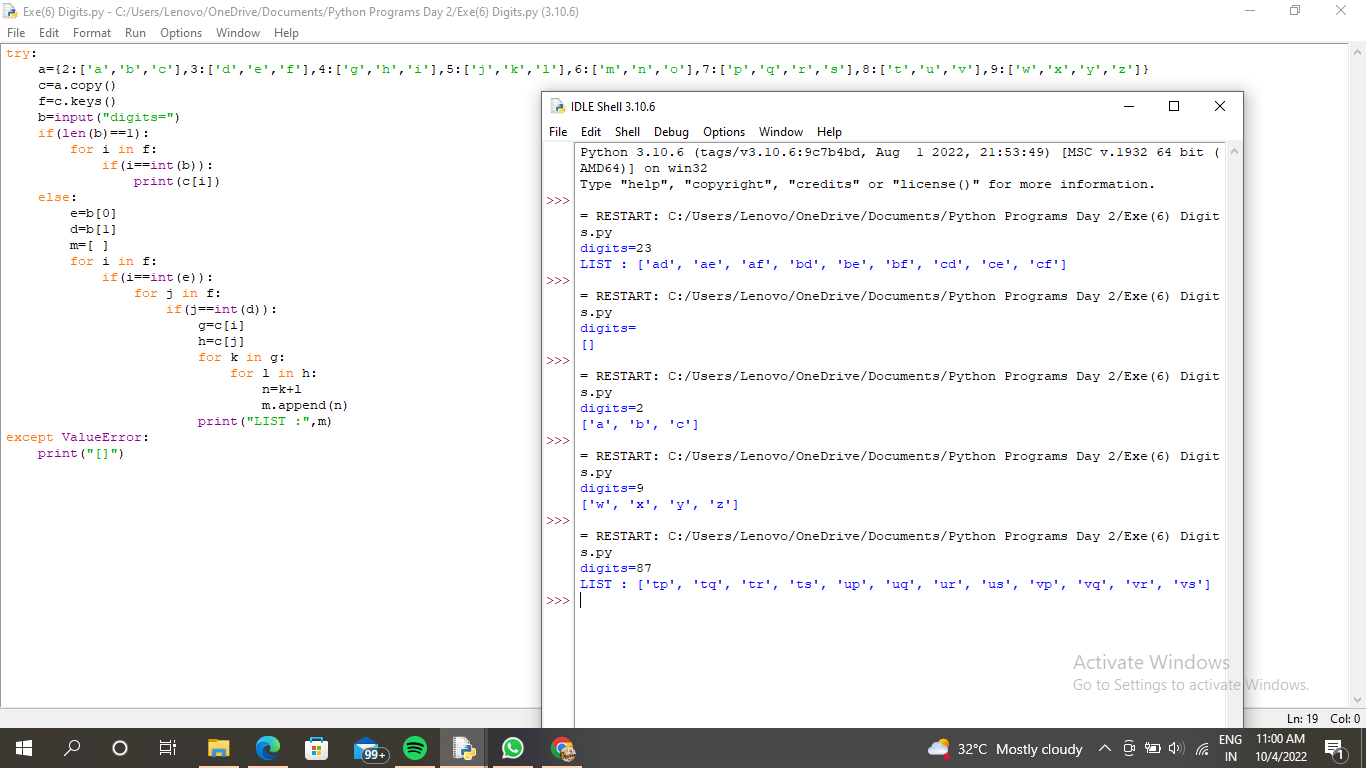 Exe(6) Digits.py - C:/Users/Lenovo/OneDrive/Documents/Python Programs Day 2/Exe(6) Digits.py (3.10.6)
File Edit Format Run Options Window Help
try:
    a={2:['a','b','c'],3:['d','e','f'],4:['g','h','i'],5:['j','k','l'],6:['m','n','o'],7:['p','q','r','s'],8:['t','u','v'],9:['w','x','y','z']}
    c=a.copy()
    f=c.keys()
    b=input("digits=")
    if(len(b)==1):
        for i in f:
            if(i==int(b)):
                print(c[i])
    else:
        e=b[0]
        d=b[1]
        m=[ ]
        for i in f:
            if(i==int(e)):
                for j in f:
                    if(j==int(d)):
                        g=c[i]
                        h=c[j]
                        for k in g:
                            for l in h:
                                n=k+l
                                m.append(n)
                        print("LIST :",m)
except ValueError:
    print("[]")
IDLE Shell 3.10.6
File Edit Shell Debug Options Window Help
Python 3.10.6 (tags/v3.10.6:9c7b4bd, Aug  1 2022, 21:53:49) [MSC v.1932 64 bit (
AMD64)] on win32
Type "help", "copyright", "credits" or "license()" for more information.
>>>
= RESTART: C:/Users/Lenovo/OneDrive/Documents/Python Programs Day 2/Exe(6) Digit
s.py
digits=23
LIST : ['ad', 'ae', 'af', 'bd', 'be', 'bf', 'cd', 'ce', 'cf']
>>>
= RESTART: C:/Users/Lenovo/OneDrive/Documents/Python Programs Day 2/Exe(6) Digit
s.py
digits=
[]
>>>
= RESTART: C:/Users/Lenovo/OneDrive/Documents/Python Programs Day 2/Exe(6) Digit
s.py
digits=2
['a', 'b', 'c']
>>>
= RESTART: C:/Users/Lenovo/OneDrive/Documents/Python Programs Day 2/Exe(6) Digit
s.py
digits=9
['w', 'x', 'y', 'z']
>>>
= RESTART: C:/Users/Lenovo/OneDrive/Documents/Python Programs Day 2/Exe(6) Digit
s.py
digits=87
LIST : ['tp', 'tq', 'tr', 'ts', 'up', 'uq', 'ur', 'us', 'vp', 'vq', 'vr', 'vs']
>>>
Activate Windows
Go to Settings to activate Windows.
Ln: 19 Col: 0
99+
32°C Mostly cloudy
ENG
IN
11:00 AM
10/4/2022
1